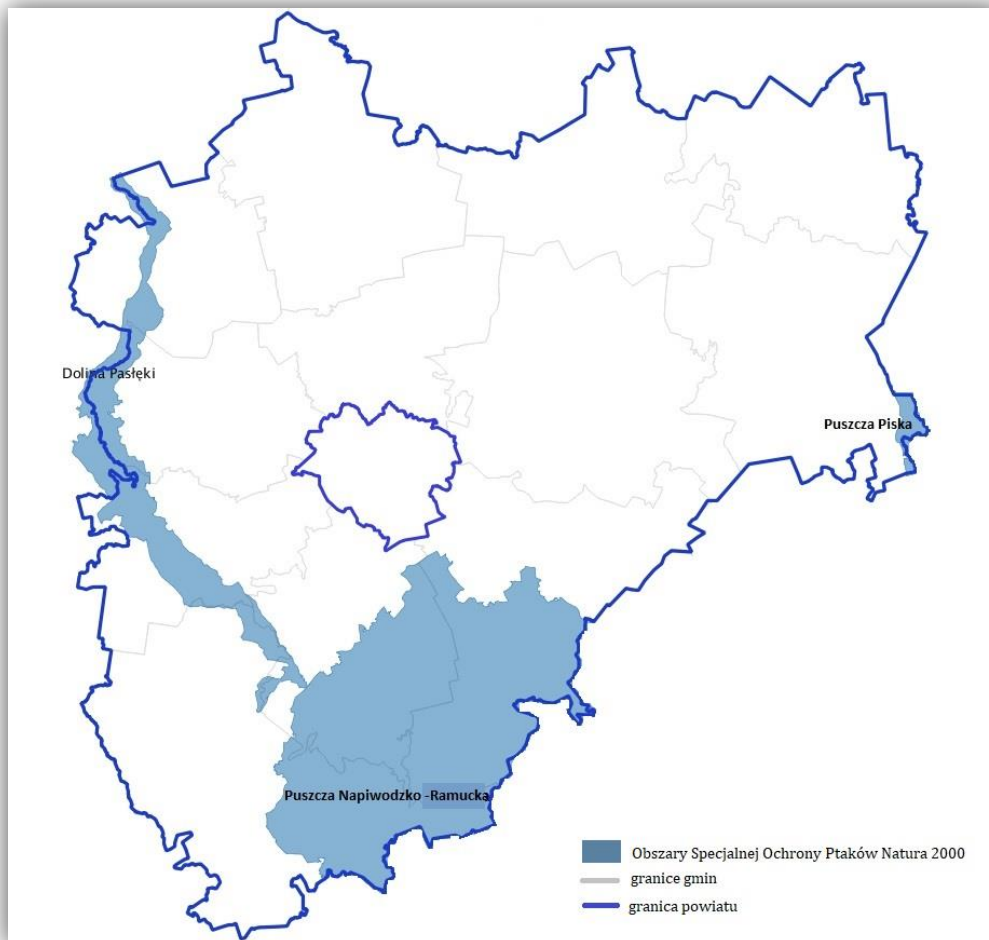 Dolina Pasłęki
Puszcza Piska
Puszcza Napiwodzko -Ramucka
Obszary Specjalnej Ochrony Ptaków Natura 2000
granice gmin
granica powiatu